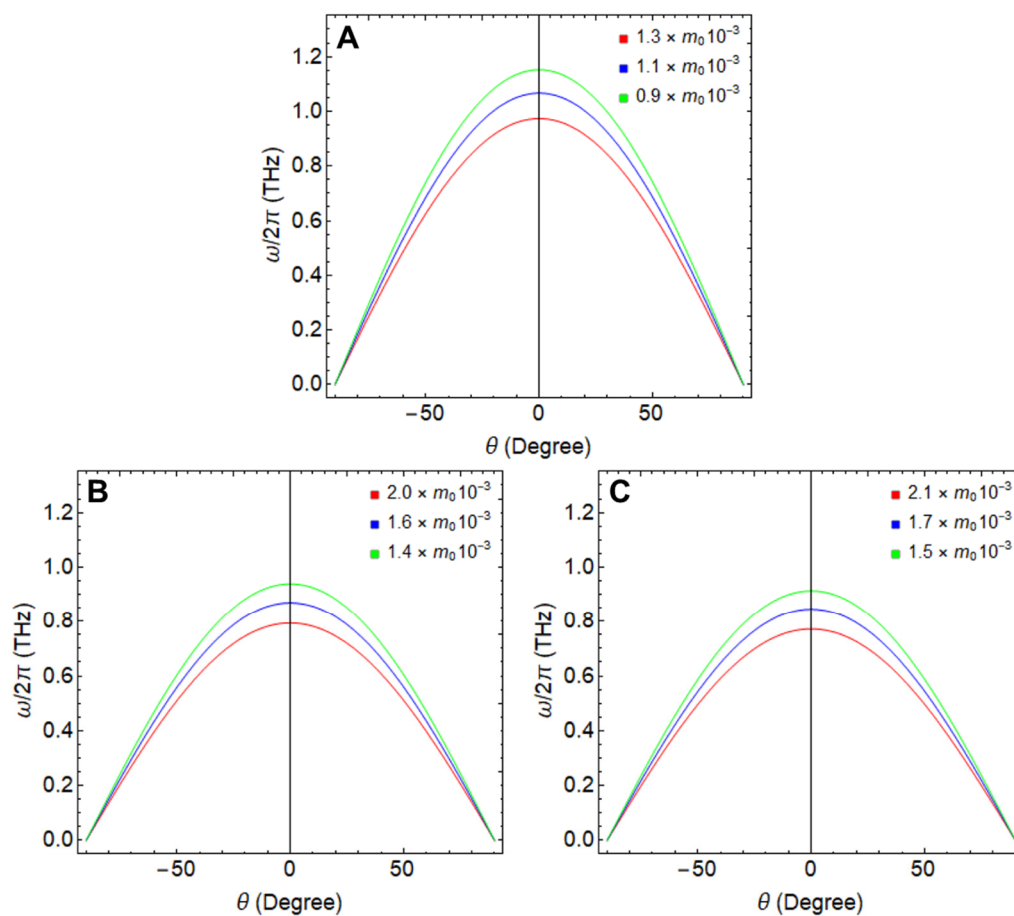 A
1.3 × m₀10⁻³
1.1 × m₀10⁻³
0.9 × m₀10⁻³
ω/2π (THz)
1.2
1.0
0.8
0.6
0.4
0.2
0.0
−50
0
50
θ (Degree)
B
2.0 × m₀10⁻³
1.6 × m₀10⁻³
1.4 × m₀10⁻³
ω/2π (THz)
1.2
1.0
0.8
0.6
0.4
0.2
0.0
−50
0
50
θ (Degree)
C
2.1 × m₀10⁻³
1.7 × m₀10⁻³
1.5 × m₀10⁻³
ω/2π (THz)
1.2
1.0
0.8
0.6
0.4
0.2
0.0
−50
0
50
θ (Degree)